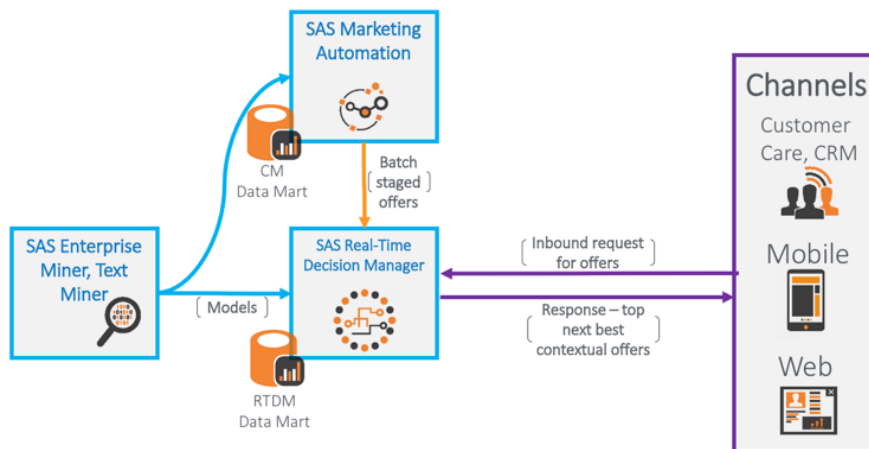 SAS Marketing
Automation
CM
Data Mart
Batch
staged
offers
SAS Enterprise
Miner, Text
Miner
Models
SAS Real-Time
Decision Manager
RTDM
Data Mart
Inbound request
for offers
Response – top
next best
contextual offers
Channels
Customer
Care, CRM
Mobile
Web